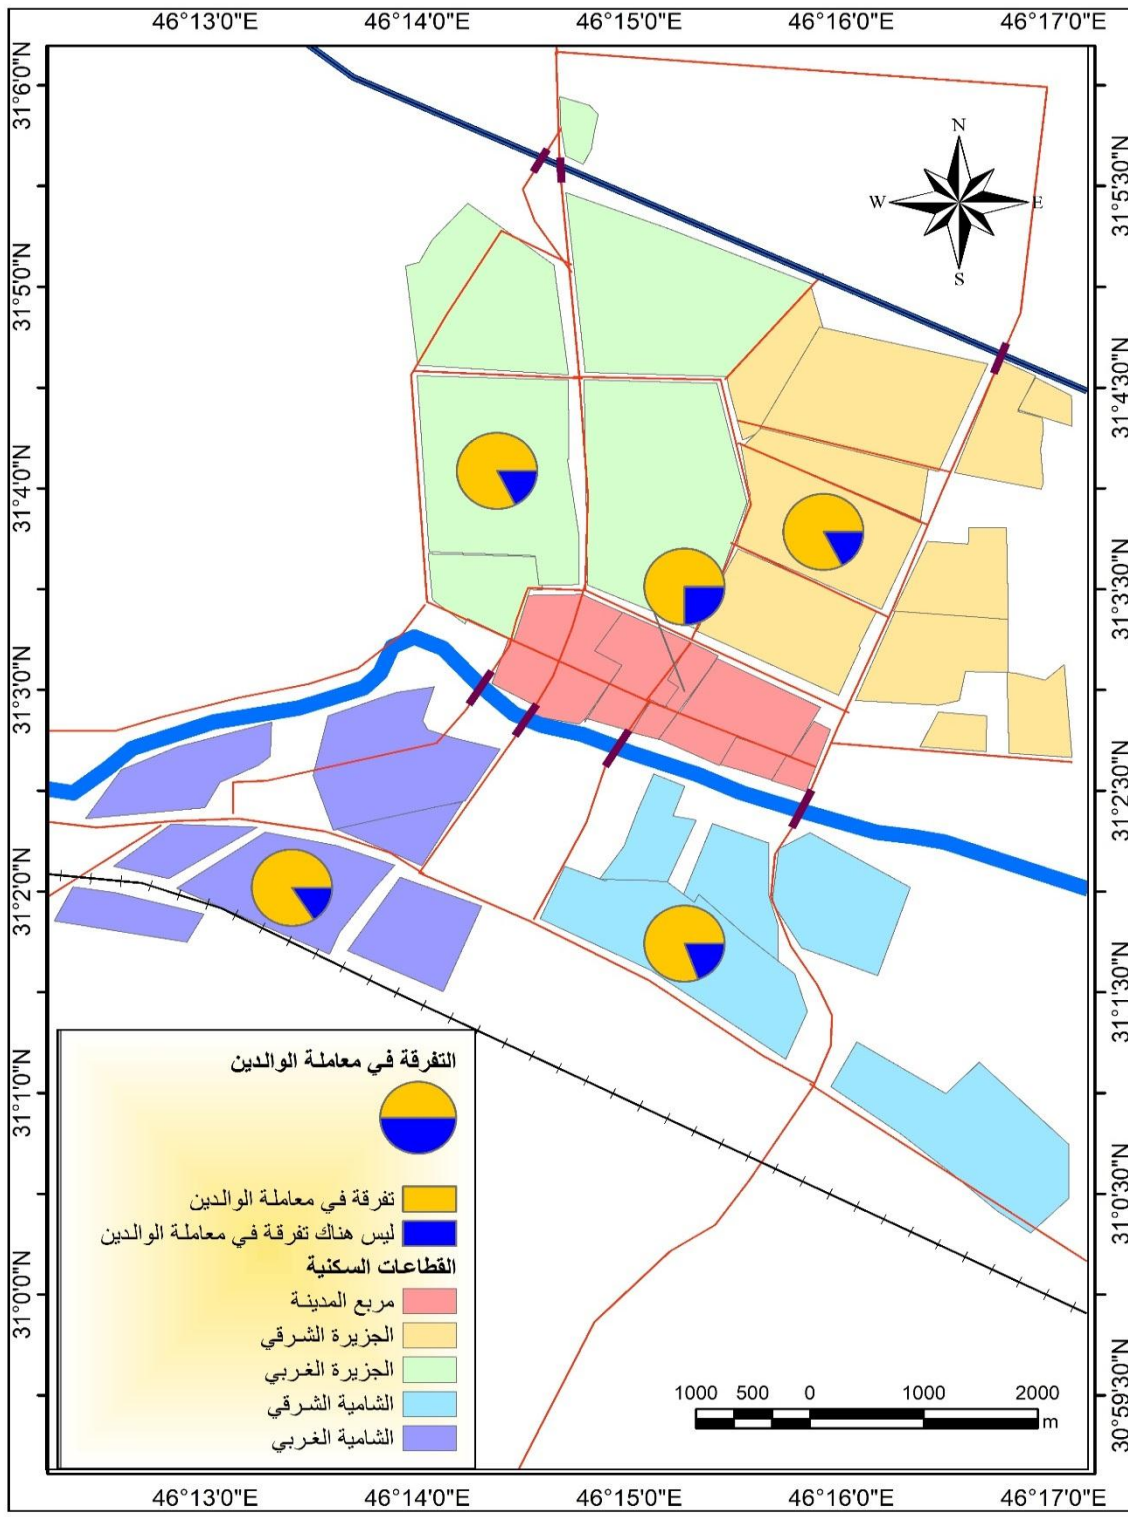 46°13'0"E 46°14'0"E 46°15'0"E 46°16'0"E 46°17'0"E
31°6'0"N
31°5'0"N
31°4'0"N
31°3'0"N
31°2'0"N
31°1'0"N
31°0'0"N
N
W E
S
31°5'30"N
31°4'30"N
31°3'30"N
31°2'30"N
31°1'30"N
31°0'30"N
30°59'30"N
التفرقة في معاملة الوالدين
تفرقة في معاملة الوالدين
ليس هناك تفرقة في معاملة الوالدين
القطاعات السكنية
مربع المدينة
الجزيرة الشرقي
الجزيرة الغربي
الشامية الشرقي
الشامية الغربي
1000 500 0 1000 2000
m
46°13'0"E 46°14'0"E 46°15'0"E 46°16'0"E 46°17'0"E